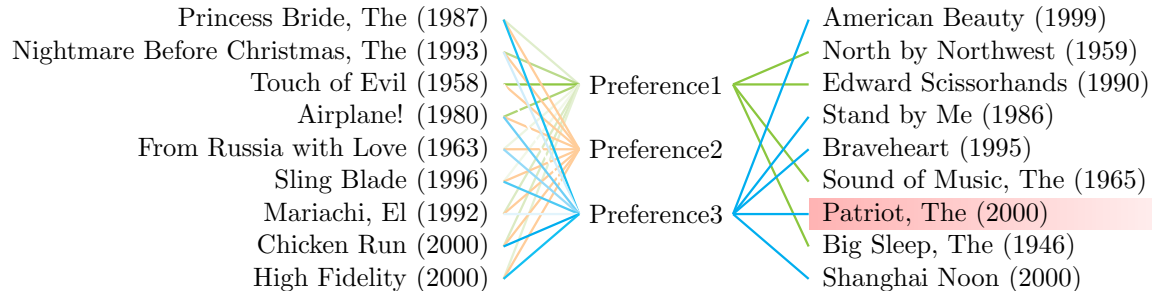 Princess Bride, The (1987)
Nightmare Before Christmas, The (1993)
Touch of Evil (1958)
Airplane! (1980)
From Russia with Love (1963)
Sling Blade (1996)
Mariachi, El (1992)
Chicken Run (2000)
High Fidelity (2000)
Preference1
Preference2
Preference3
American Beauty (1999)
North by Northwest (1959)
Edward Scissorhands (1990)
Stand by Me (1986)
Braveheart (1995)
Sound of Music, The (1965)
Patriot, The (2000)
Big Sleep, The (1946)
Shanghai Noon (2000)